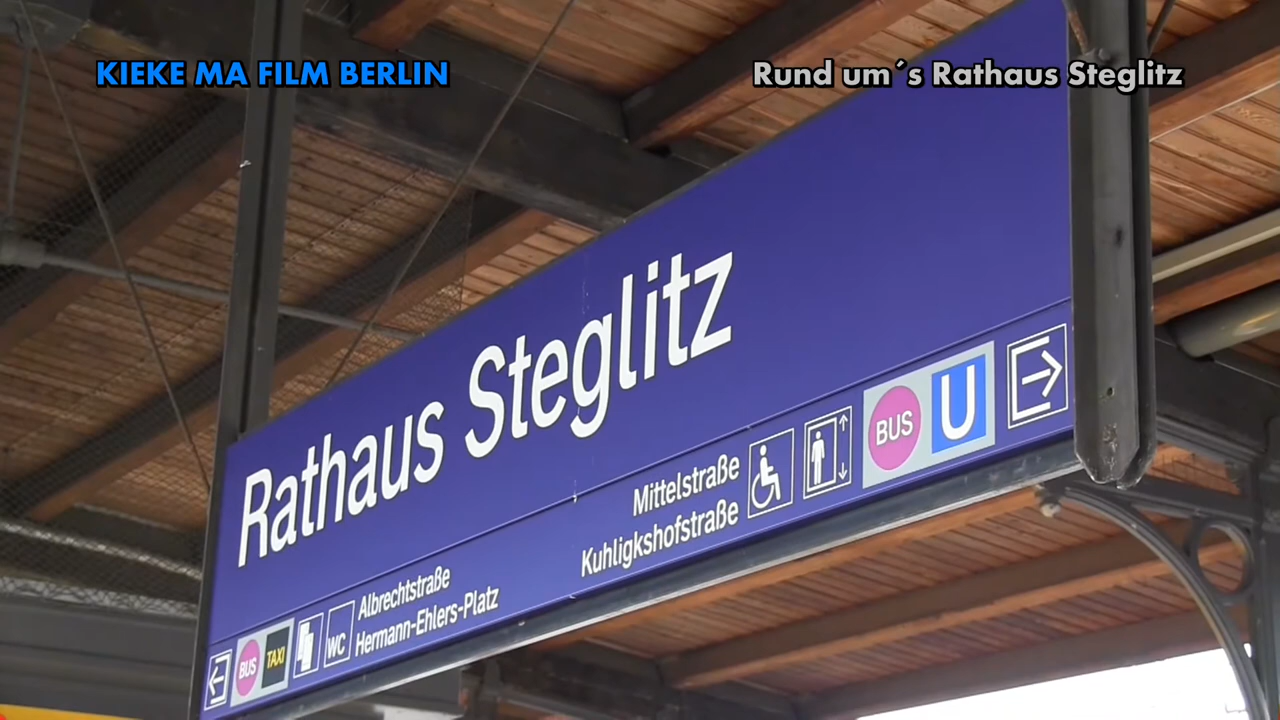 KIEKE MA FILM BERLIN
Rund um´s Rathaus Steglitz
Rathaus Steglitz
Mittelstraße
Kuhligkshofstraße
BUS
U
Albrechtstraße
Hermann-Ehlers-Platz
BUS
TAXI
WC